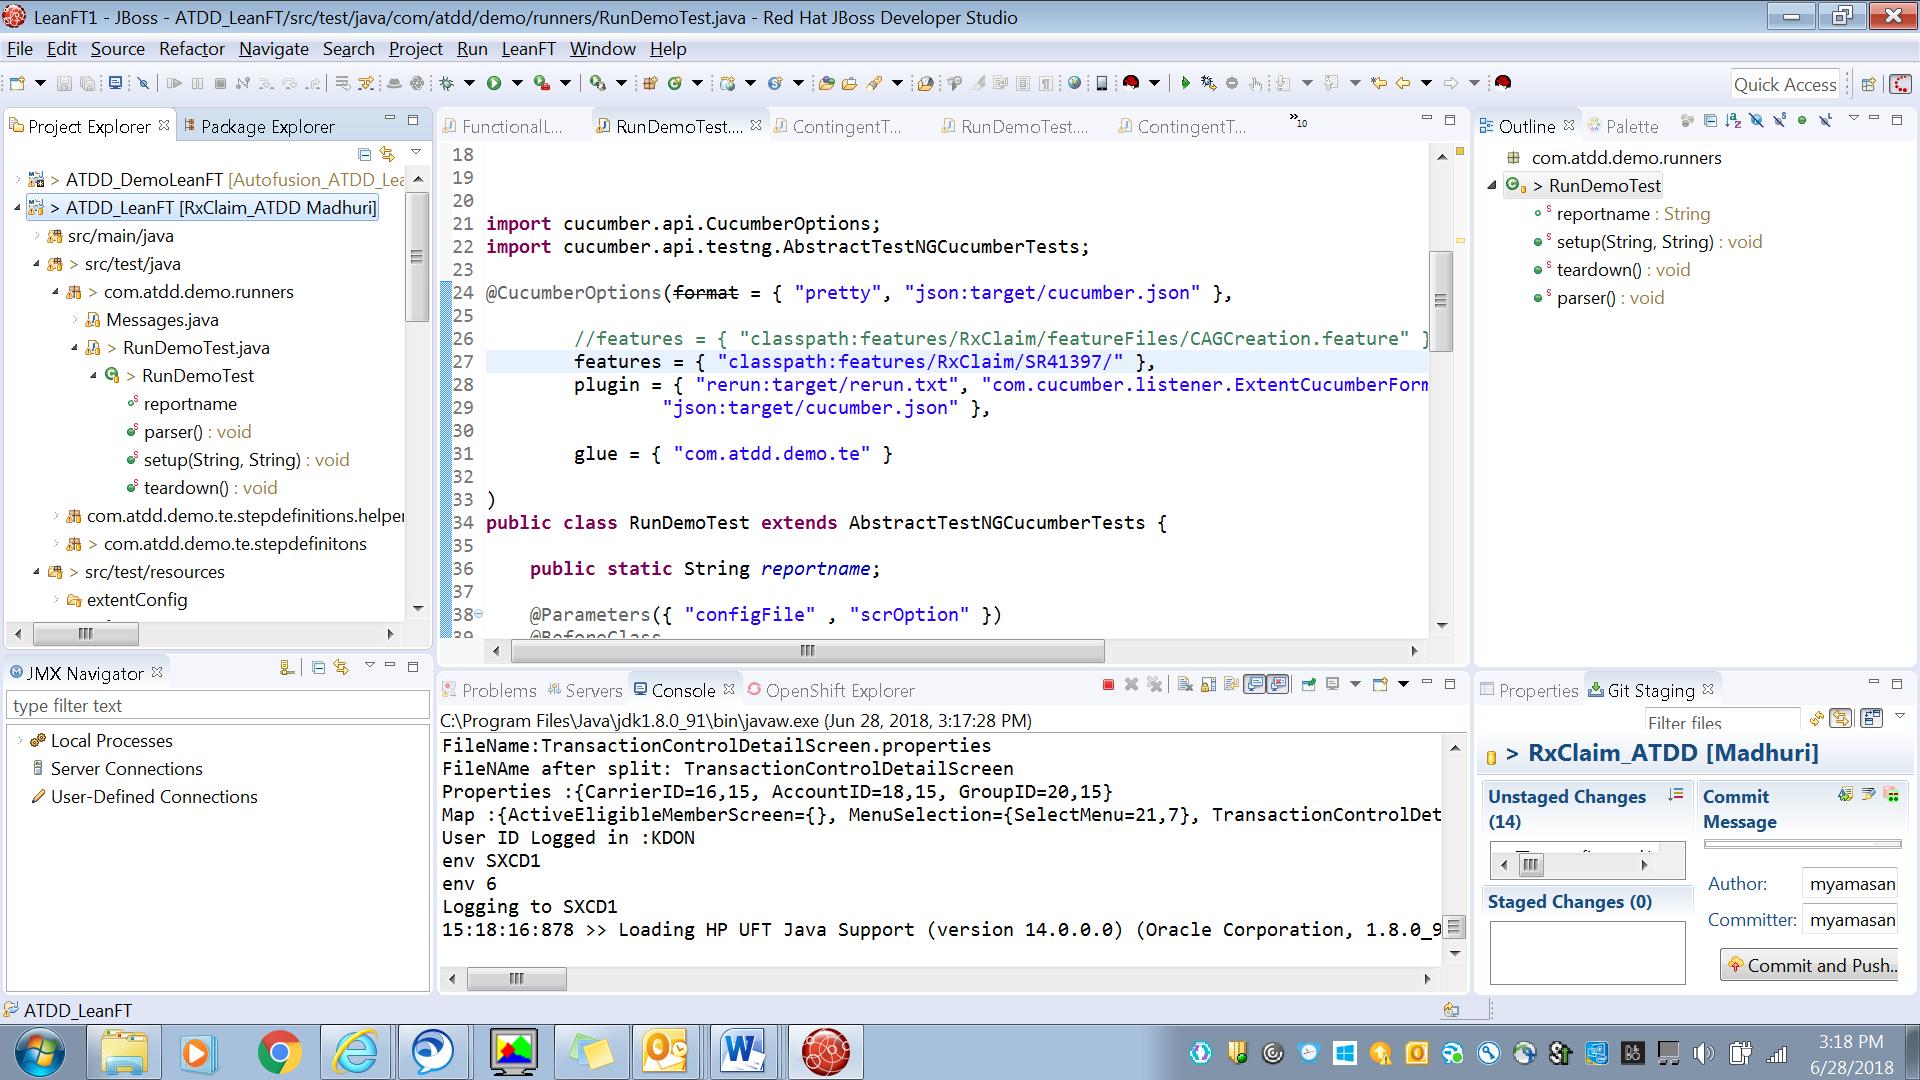 LeanFT1 - JBoss - ATDD_LeanFT/src/test/java/com/atdd/demo/runners/RunDemoTest.java - Red Hat JBoss Developer Studio
File Edit Source Refactor Navigate Search Project Run LeanFT Window Help
Quick Access
Project Explorer
Package Explorer
> ATDD_DemoLeanFT [Autofusion_ATDD_Lea
> ATDD_LeanFT [RxClaim_ATDD Madhuri]
src/main/java
> src/test/java
> com.atdd.demo.runners
Messages.java
> RunDemoTest.java
> RunDemoTest
reportname
parser() : void
setup(String, String) : void
teardown() : void
com.atdd.demo.te.stepdefinitions.helper
> com.atdd.demo.te.stepdefinitons
> src/test/resources
extentConfig
FunctionalL... RunDemoTest.... ContingentT... RunDemoTest.... ContingentT... »10
18
19
20
21 import cucumber.api.CucumberOptions;
22 import cucumber.api.testng.AbstractTestNGCucumberTests;
23
24 @CucumberOptions(format = { "pretty", "json:target/cucumber.json" },
25
26 //features = { "classpath:features/RxClaim/featureFiles/CAGCreation.feature" }
27 features = { "classpath:features/RxClaim/SR41397/" },
28 plugin = { "rerun:target/rerun.txt", "com.cucumber.listener.ExtentCucumberForm
29 "json:target/cucumber.json" },
30
31 glue = { "com.atdd.demo.te" }
32
33 )
34 public class RunDemoTest extends AbstractTestNGCucumberTests {
35
36 public static String reportname;
37
38 @Parameters({ "configFile" , "scrOption" })
39 @BeforeClass
Outline
Palette
com.atdd.demo.runners
> RunDemoTest
reportname : String
setup(String, String) : void
teardown() : void
parser() : void
JMX Navigator
type filter text
Local Processes
Server Connections
User-Defined Connections
Problems Servers Console OpenShift Explorer
C:\Program Files\Java\jdk1.8.0_91\bin\javaw.exe (Jun 28, 2018, 3:17:28 PM)
FileName:TransactionControlDetailScreen.properties
FileNAme after split: TransactionControlDetailScreen
Properties :{CarrierID=16,15, AccountID=18,15, GroupID=20,15}
Map :{ActiveEligibleMemberScreen={}, MenuSelection={SelectMenu=21,7}, TransactionControlDet
User ID Logged in :KDON
env SXCD1
env 6
Logging to SXCD1
15:18:16:878 >> Loading HP UFT Java Support (version 14.0.0.0) (Oracle Corporation, 1.8.0_9
Properties Git Staging
Filter files
> RxClaim_ATDD [Madhuri]
Unstaged Changes
(14)
Staged Changes (0)
Commit
Message
Author: myamasan
Committer: myamasan
Commit and Push...
ATDD_LeanFT
3:18 PM
6/28/2018